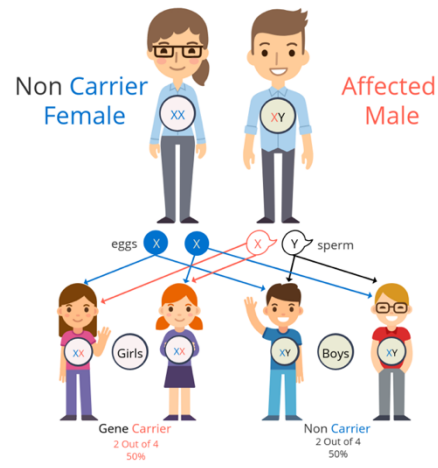 Non Carrier
Female
Affected
Male
XX
XY
eggs
X
X
X
Y
sperm
XX
Girls
XX
XY
Boys
XY
Gene Carrier
2 Out of 4
50%
Non Carrier
2 Out of 4
50%